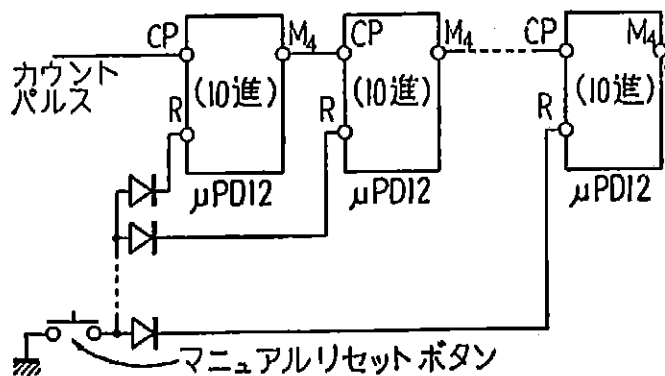 CP
M₄
CP
M₄
CP
M₄
カウント
パルス
(10進)
(10進)
(10進)
R
R
R
μPD12
μPD12
μPD12
マニュアルリセットボタン